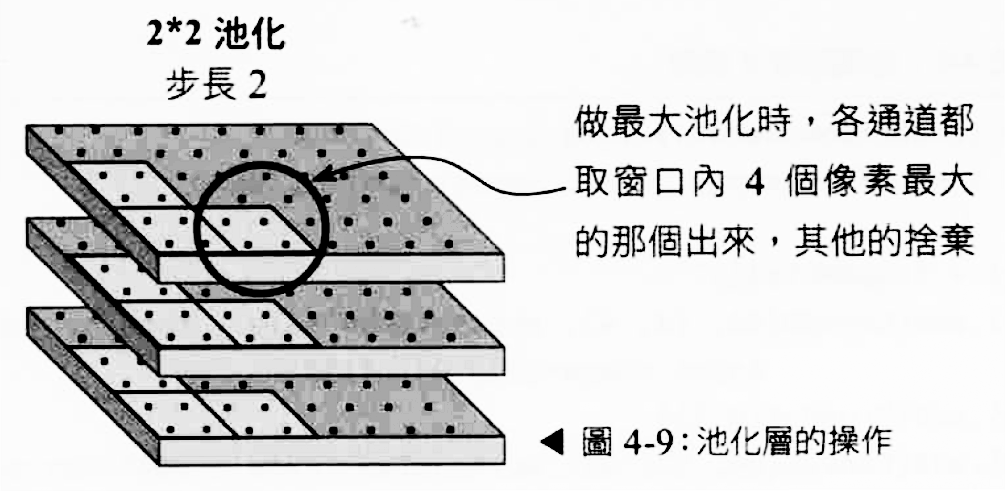 2*2 池化
步長 2
做最大池化時，各通道都
取窗口內 4 個像素最大
的那個出來，其他的捨棄
◀ 圖 4-9：池化層的操作